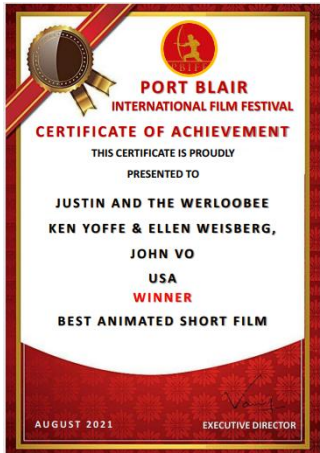 PBIFF
PORT BLAIR
INTERNATIONAL FILM FESTIVAL
CERTIFICATE OF ACHIEVEMENT
THIS CERTIFICATE IS PROUDLY
PRESENTED TO
JUSTIN AND THE WERLOOBEE
KEN YOFFE & ELLEN WEISBERG,
JOHN VO
USA
WINNER
BEST ANIMATED SHORT FILM
AUGUST 2021
EXECUTIVE DIRECTOR